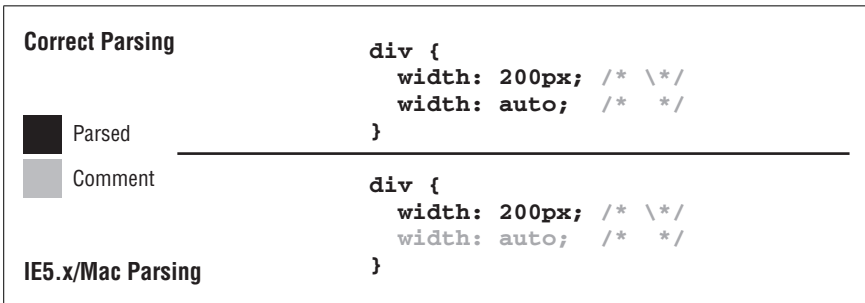 Correct Parsing
div {
  width: 200px; /* \*/
  width: auto;  /*  */
}
Parsed
Comment
div {
  width: 200px; /* \*/
  width: auto;  /*  */
}
IE5.x/Mac Parsing